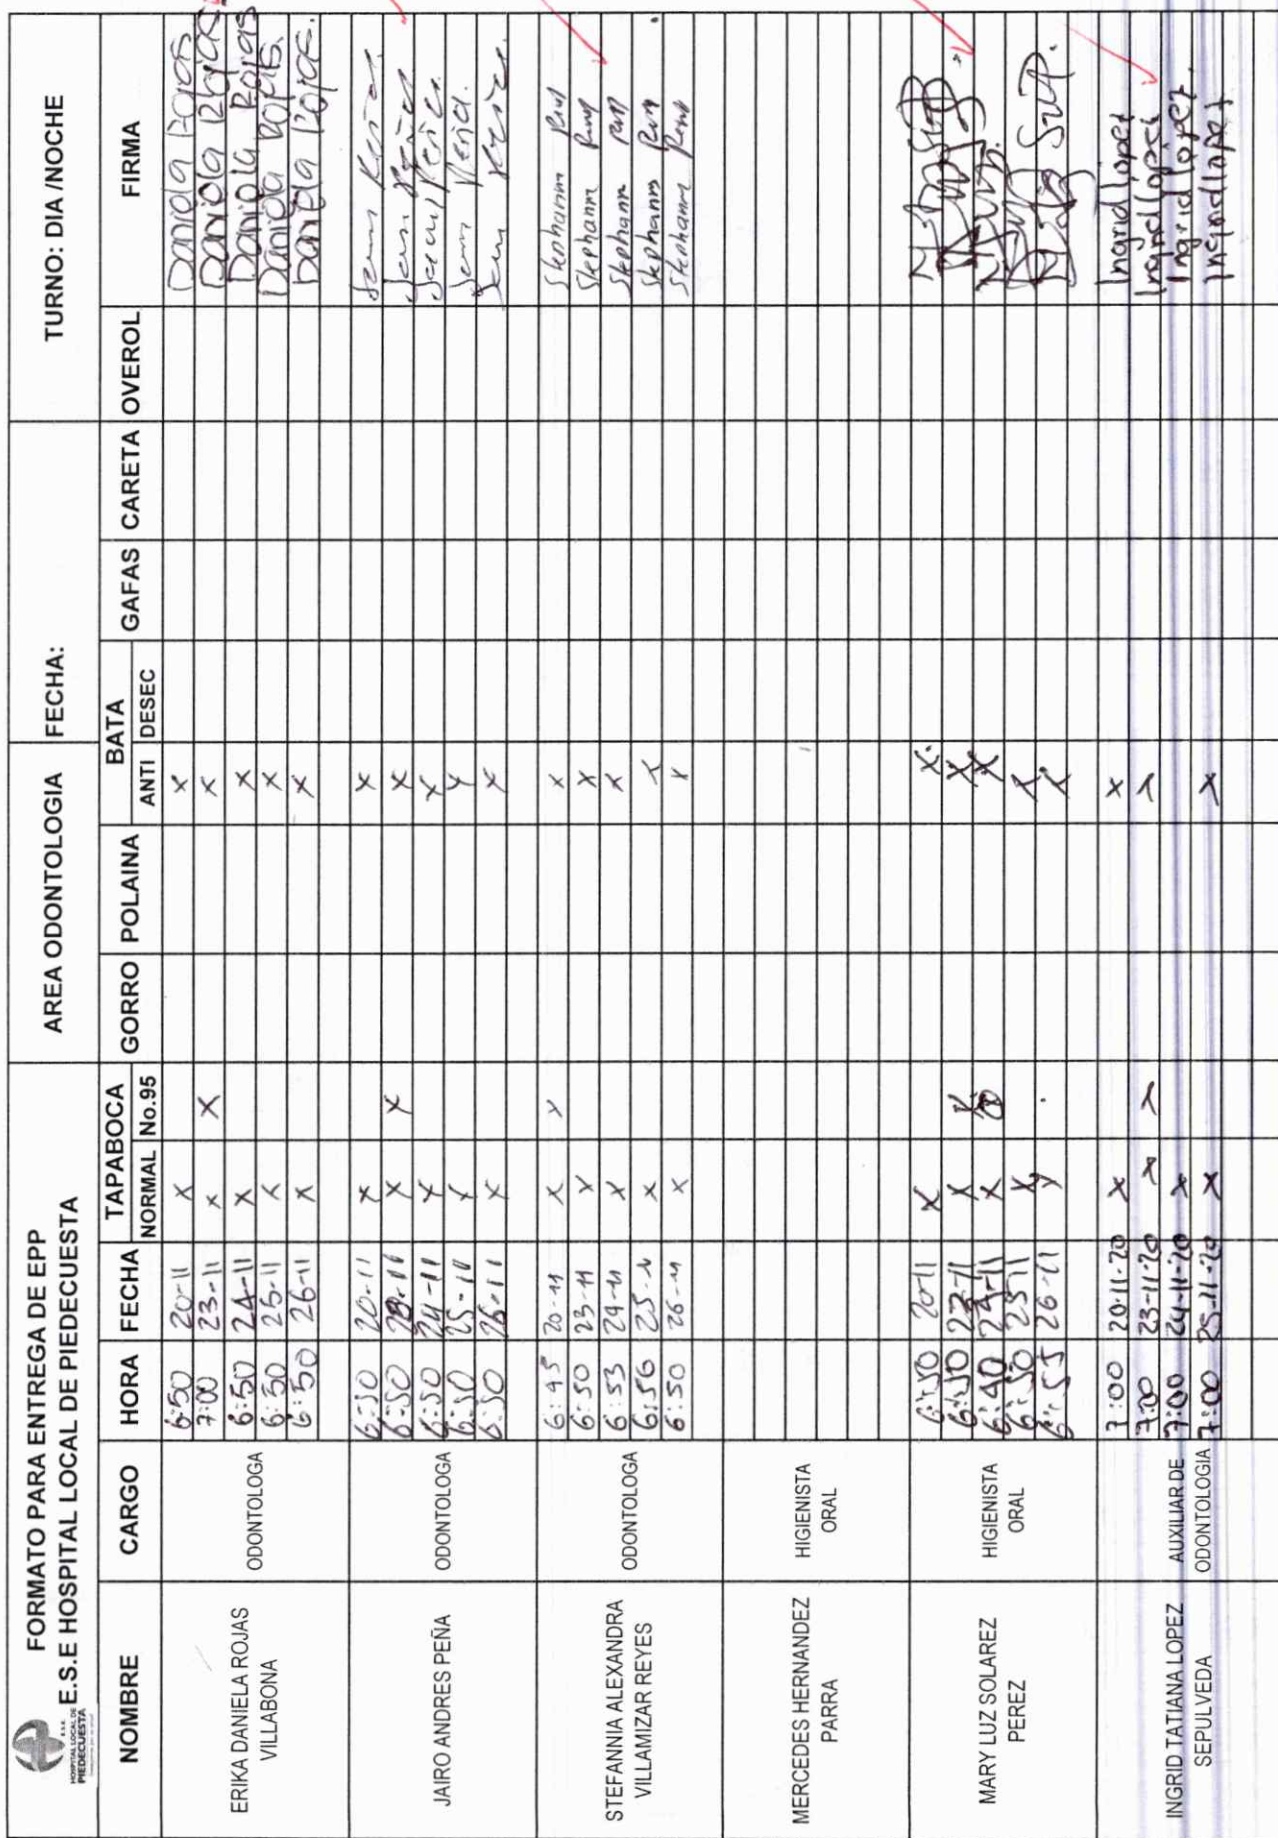 FORMATO PARA ENTREGA DE EPP
E.S.E HOSPITAL LOCAL DE PIEDECUESTA
E.S.E.
HOSPITAL LOCAL DE
PIEDECUESTA
AREA ODONTOLOGIA
FECHA:
TURNO: DIA /NOCHE
NOMBRE CARGO HORA FECHA TAPABOCA GORRO POLAINA BATA GAFAS CARETA OVEROL FIRMA
NORMAL No.95 ANTI DESEC
ERIKA DANIELA ROJAS
VILLABONA
ODONTOLOGA
6:50 20-11 x x Daniela Rojas
7:00 23-11 x x x Daniela Rojas
6:50 24-11 x x Daniela Rojas
6:50 25-11 x x Daniela Rojas.
6:50 26-11 x x Daniela Rojas.
JAIRO ANDRES PEÑA
ODONTOLOGA
6:50 20-11 x x
6:50 x x x
6:50 24-11 x x
6:50 x x
6:50 26-11 x x
STEFANNIA ALEXANDRA
VILLAMIZAR REYES
ODONTOLOGA
6:45 20-11 x x x Stephann
6:50 23-11 x x Stephann
6:53 24-11 x x Stephann
6:56 25-11 x x Stephann
6:50 26-11 x x Stephann
MERCEDES HERNANDEZ
PARRA
HIGIENISTA
ORAL
MARY LUZ SOLAREZ
PEREZ
HIGIENISTA
ORAL
6:50 20-11 x x.
6:50 x x x
6:40 24-11 x x
6:50 25-11 x x
6:55 26-11 x x
INGRID TATIANA LOPEZ
SEPULVEDA
AUXILIAR DE
ODONTOLOGIA
7:00 20-11-20 x x Ingrid lopez
7:00 23-11-20 x x x Ingrid lopez
7:00 24-11-20 x Ingrid lopez.
7:00 25-11-20 x x Ingrid lopez